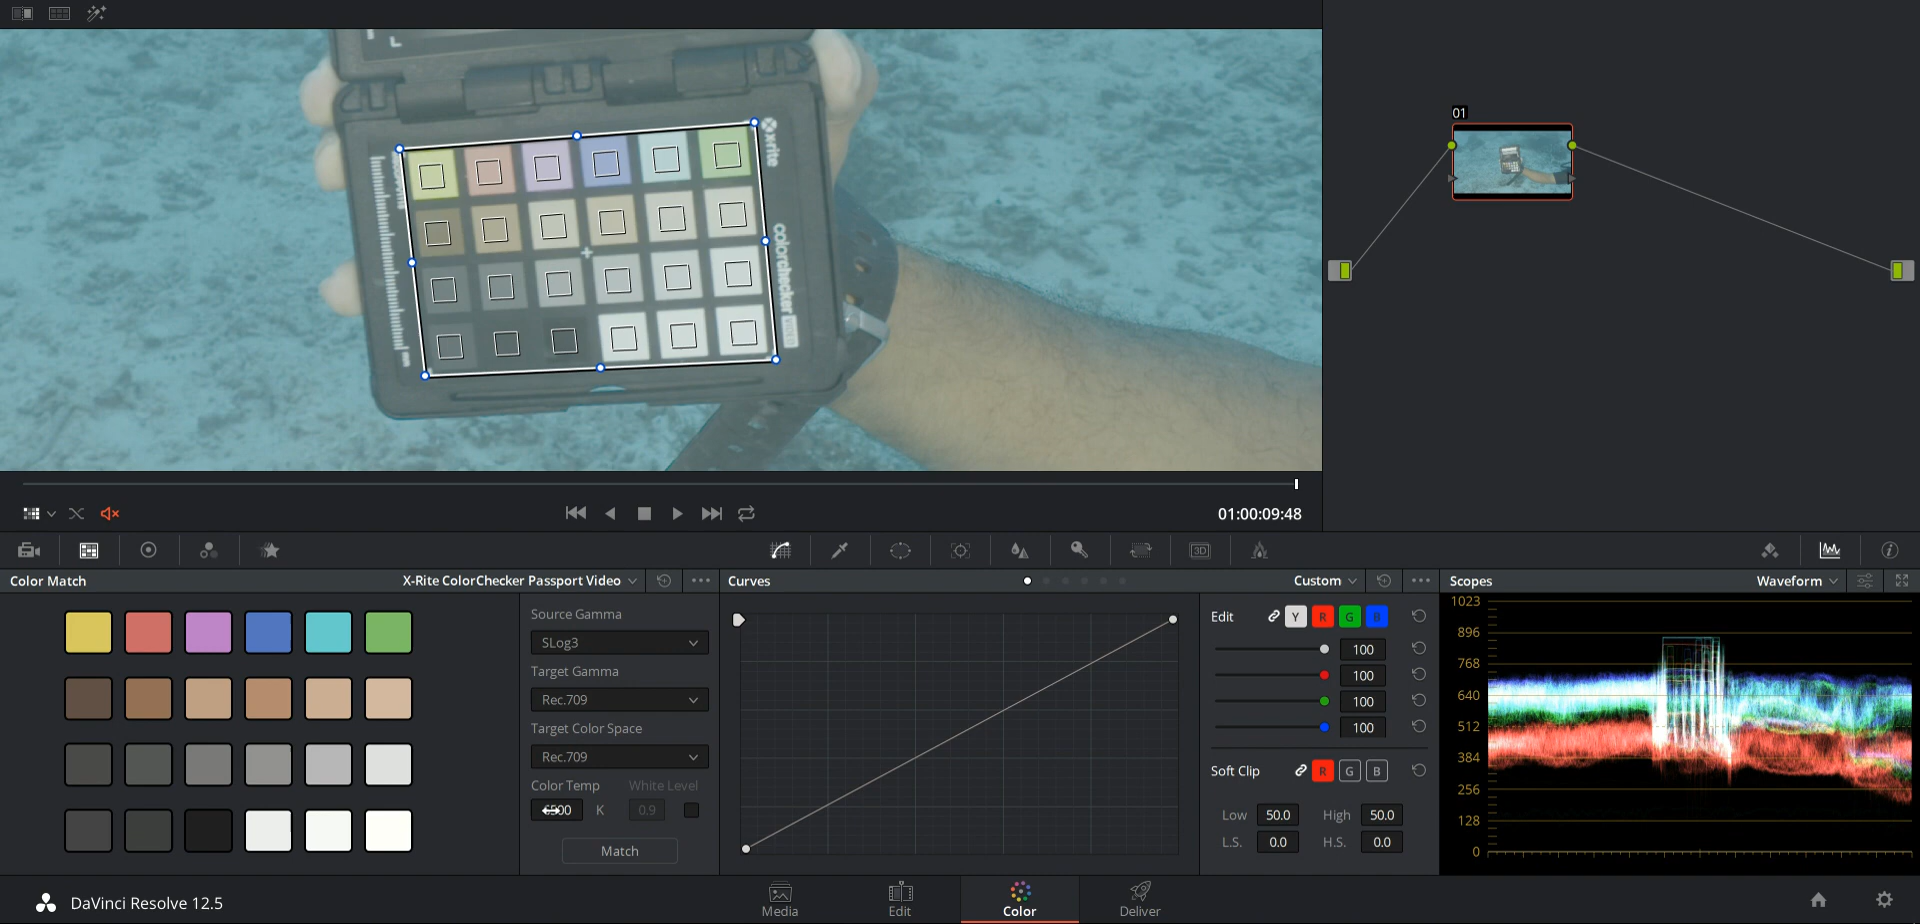 L
xrite
colorchecker
VIDEO
01
01:00:09:48
3D
Color Match
X-Rite ColorChecker Passport Video
Curves
Custom
Scopes
Waveform
Source Gamma
SLog3
Target Gamma
Rec.709
Target Color Space
Rec.709
Color Temp
White Level
K
0.9
Match
Edit
Y
R
G
B
100
100
100
100
Soft Clip
R
G
B
Low
50.0
High
50.0
L.S.
0.0
H.S.
0.0
1023
896
768
640
512
384
256
128
0
DaVinci Resolve 12.5
Media
Edit
Color
Deliver